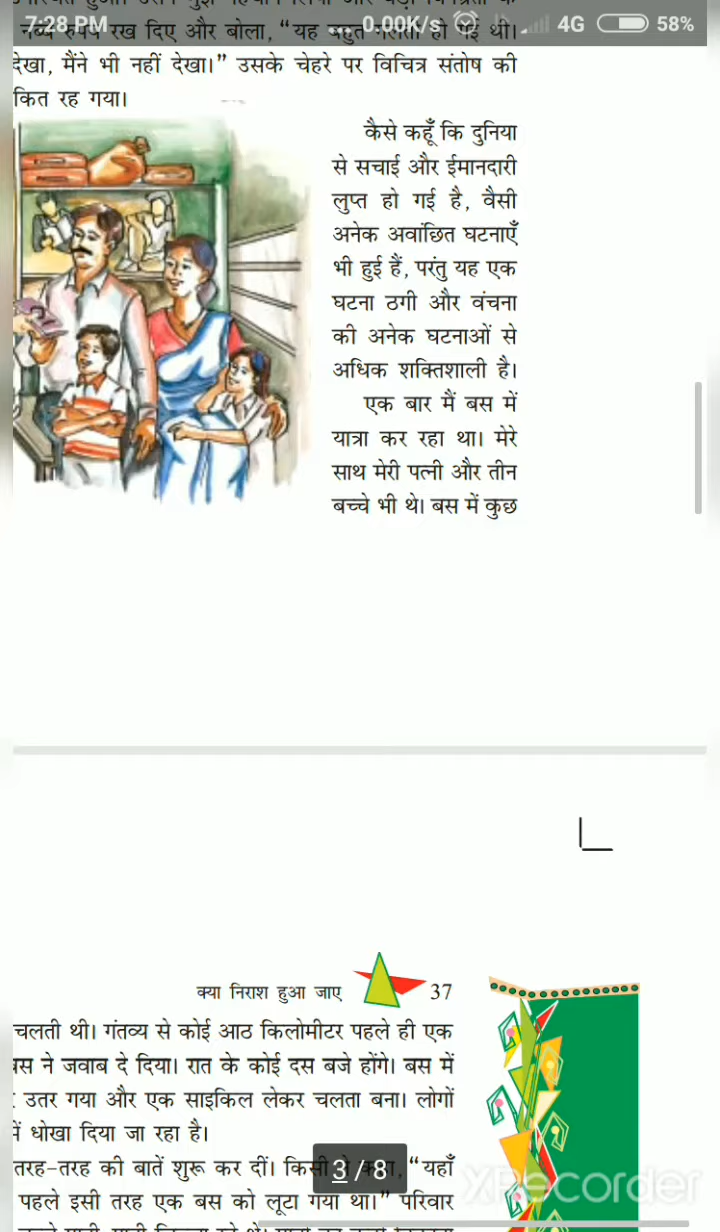 7:28 PM
... 0.00K/s 4G 58%
रख दिए और बोला, “यह बहुत गलती हो गई थी।
देखा, मैंने भी नहीं देखा।” उसके चेहरे पर विचित्र संतोष की
कित रह गया।
कैसे कहूँ कि दुनिया
से सचाई और ईमानदारी
लुप्त हो गई है, वैसी
अनेक अवांछित घटनाएँ
भी हुई हैं, परंतु यह एक
घटना ठगी और वंचना
की अनेक घटनाओं से
अधिक शक्तिशाली है।
एक बार मैं बस में
यात्रा कर रहा था। मेरे
साथ मेरी पत्नी और तीन
बच्चे भी थे। बस में कुछ
क्या निराश हुआ जाए 37
चलती थी। गंतव्य से कोई आठ किलोमीटर पहले ही एक
ने जवाब दे दिया। रात के कोई दस बजे होंगे। बस में
उतर गया और एक साइकिल लेकर चलता बना। लोगों
में धोखा दिया जा रहा है।
तरह-तरह की बातें शुरू कर दीं। “यहाँ
3 / 8
पहले इसी तरह एक बस को लूटा गया था।” परिवार
XRecorder